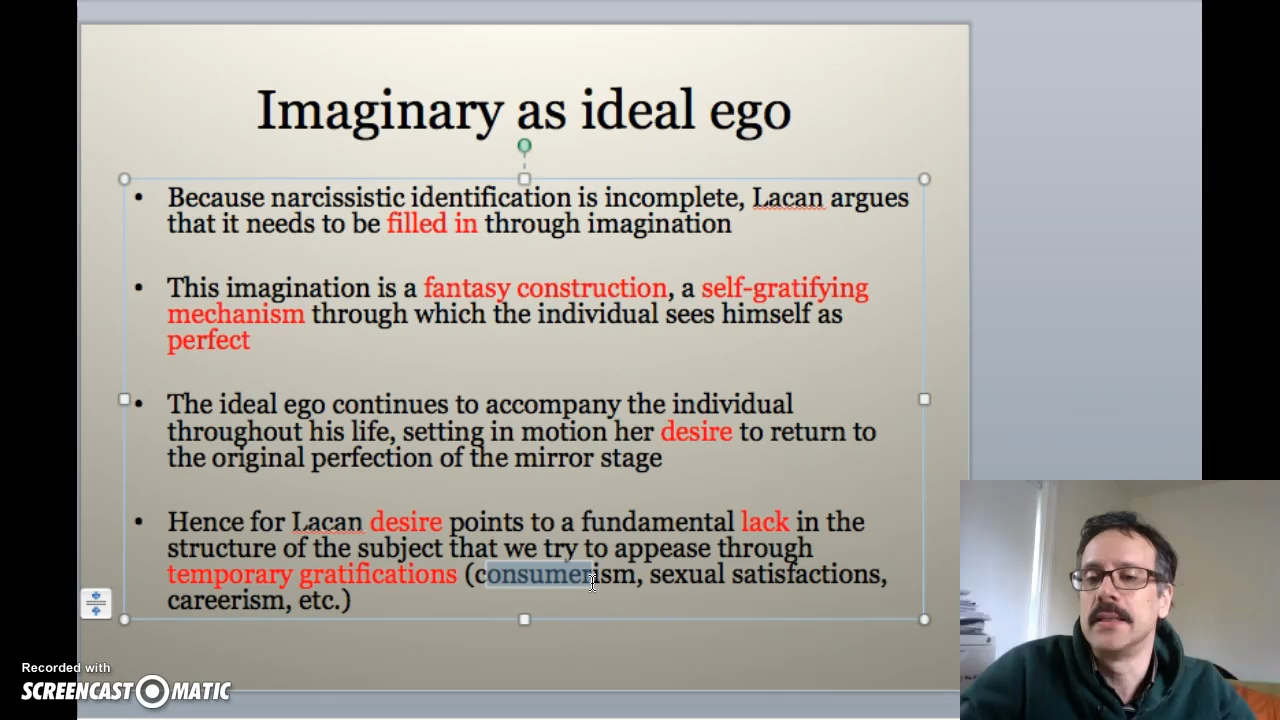 Imaginary as ideal ego
• Because narcissistic identification is incomplete, Lacan argues
that it needs to be filled in through imagination
• This imagination is a fantasy construction, a self-gratifying
mechanism through which the individual sees himself as
perfect
• The ideal ego continues to accompany the individual
throughout his life, setting in motion her desire to return to
the original perfection of the mirror stage
• Hence for Lacan desire points to a fundamental lack in the
structure of the subject that we try to appease through
temporary gratifications (consumerism, sexual satisfactions,
careerism, etc.)
Recorded with
SCREENCAST O MATIC